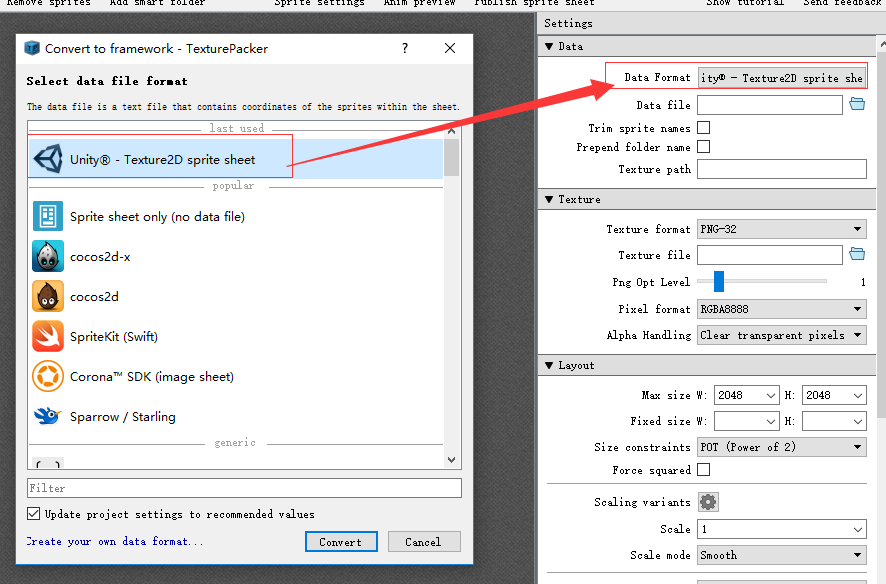 Remove sprites Add smart folder Sprite settings Anim preview Publish sprite sheet Show tutorial Send feedback
Convert to framework - TexturePacker
?
Select data file format
The data file is a text file that contains coordinates of the sprites within the sheet.
last used
Unity® - Texture2D sprite sheet
popular
Sprite sheet only (no data file)
cocos2d-x
cocos2d
SpriteKit (Swift)
Corona™ SDK (image sheet)
Sparrow / Starling
generic
Filter
Update project settings to recommended values
Create your own data format...
Convert
Cancel
Settings
Data
Data Format ity® - Texture2D sprite she
Data file
Trim sprite names
Prepend folder name
Texture path
Texture
Texture format PNG-32
Texture file
Png Opt Level 1
Pixel format RGBA8888
Alpha Handling Clear transparent pixels
Layout
Max size W: 2048 H: 2048
Fixed size W: H:
Size constraints POT (Power of 2)
Force squared
Scaling variants
Scale 1
Scale mode Smooth